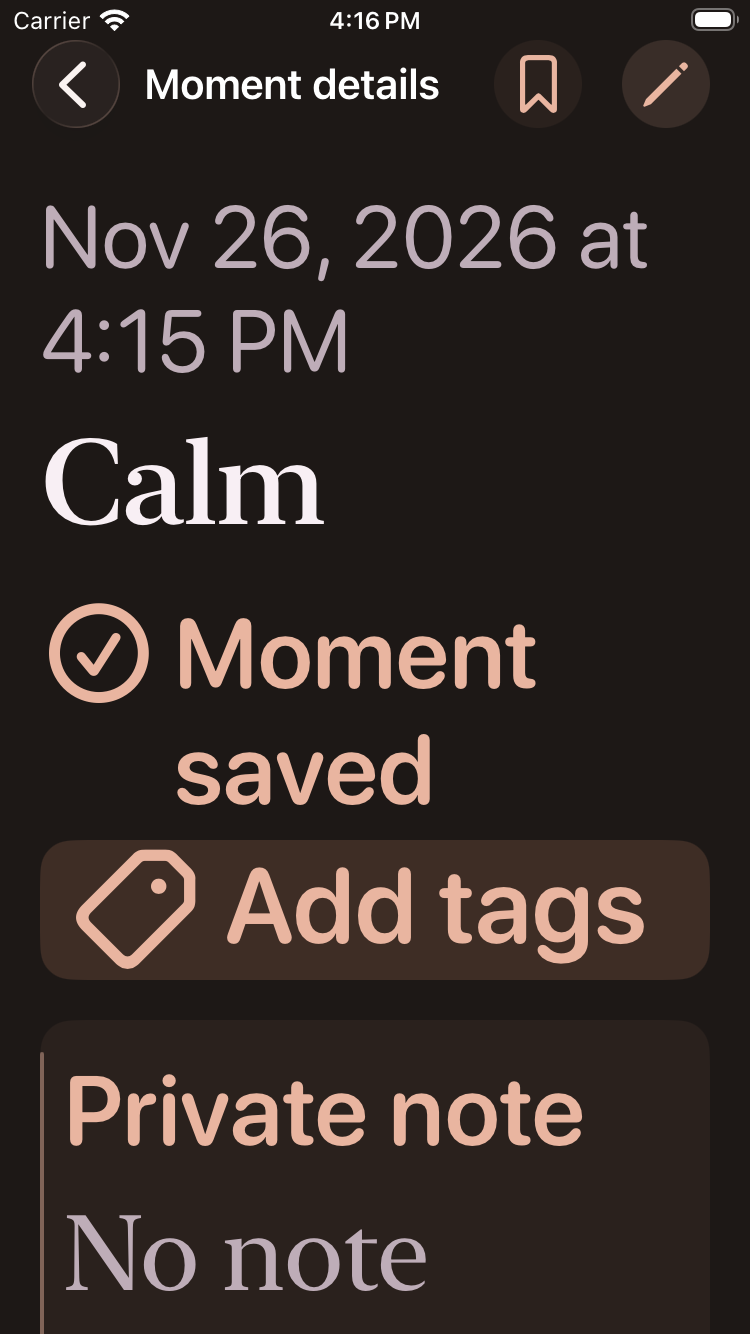 Carrier 4:16 PM
Moment details
Nov 26, 2026 at
4:15 PM
Calm
Moment
saved
Add tags
Private note
No note